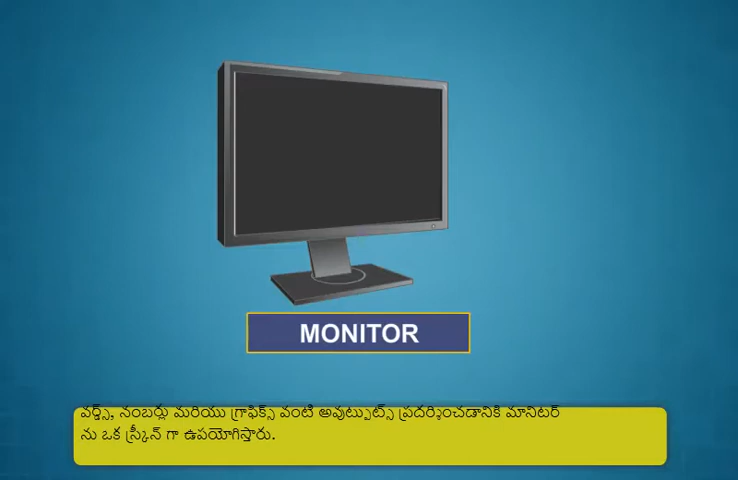 MONITOR
వర్డ్స్, నంబర్లు మరియు గ్రాఫిక్స్ వంటి అవుట్పుట్స్ ప్రదర్శించడానికి మానిటర్
ను ఒక స్క్రీన్ గా ఉపయోగిస్తారు.